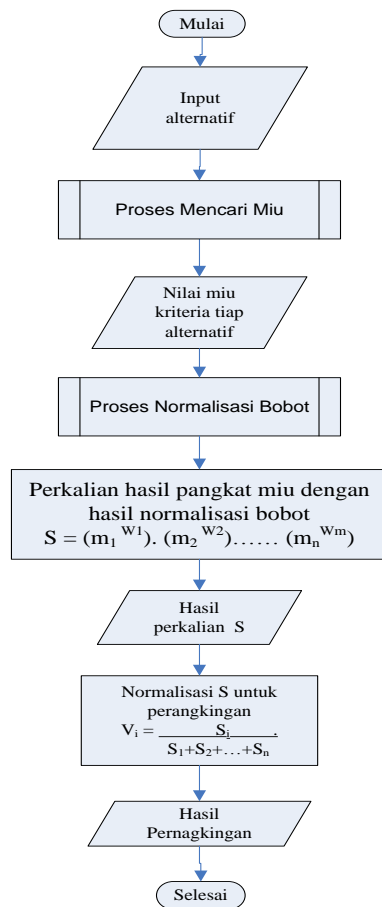 Mulai
Input
alternatif
Proses Mencari Miu
Nilai miu
kriteria tiap
alternatif
Proses Normalisasi Bobot
Perkalian hasil pangkat miu dengan
hasil normalisasi bobot
S = (m₁ᵂ¹). (m₂ᵂ²)…… (mₙᵂᵐ)
Hasil
perkalian S
Normalisasi S untuk
perangkingan
Vᵢ = Sᵢ .
S₁+S₂+…+Sₙ
Hasil
Pernagkingan
Selesai